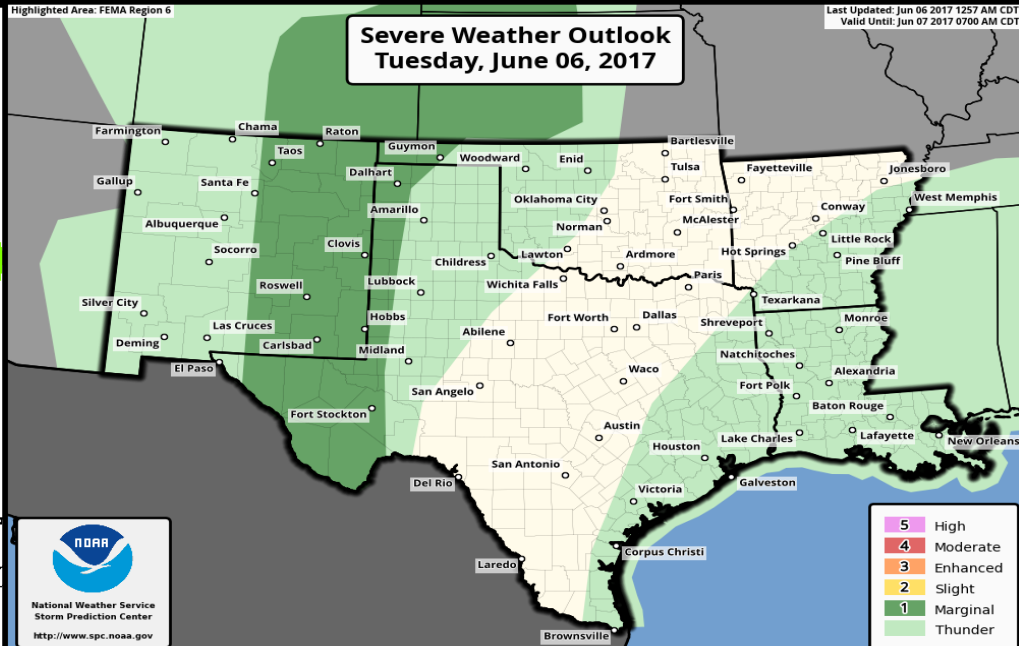 Highlighted Area: FEMA Region 6
Last Updated: Jun 06 2017 1257 AM CDT
Valid Until: Jun 07 2017 0700 AM CDT
Severe Weather Outlook
Tuesday, June 06, 2017
Farmington
Chama
Raton
Taos
Guymon
Woodward
Enid
Bartlesville
Tulsa
Fayetteville
Jonesboro
Gallup
Santa Fe
Dalhart
Oklahoma City
Fort Smith
West Memphis
Albuquerque
Amarillo
Norman
McAlester
Conway
Socorro
Clovis
Childress
Lawton
Ardmore
Hot Springs
Little Rock
Pine Bluff
Roswell
Lubbock
Wichita Falls
Paris
Texarkana
Silver City
Las Cruces
Hobbs
Abilene
Fort Worth
Dallas
Shreveport
Monroe
Deming
Carlsbad
Midland
Natchitoches
El Paso
San Angelo
Waco
Fort Polk
Alexandria
Fort Stockton
Austin
Baton Rouge
Houston
Lake Charles
Lafayette
New Orleans
Del Rio
San Antonio
Victoria
Galveston
Laredo
Corpus Christi
Brownsville
NOAA
National Weather Service
Storm Prediction Center
http://www.spc.noaa.gov
5 High
4 Moderate
3 Enhanced
2 Slight
1 Marginal
Thunder